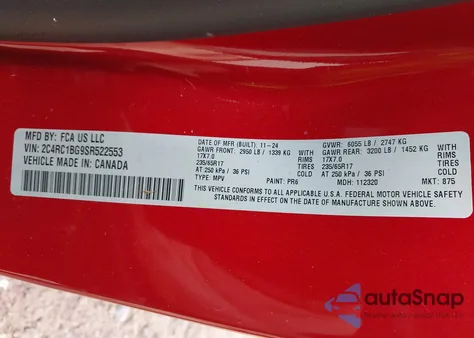 MFD BY: FCA US LLC
VIN: 2C4RC1BG9SR522553
VEHICLE MADE IN: CANADA
DATE OF MFR (BUILT): 11-24
GVWR: 6055 LB / 2747 KG
GAWR FRONT: 2950 LB / 1339 KG WITH
GAWR REAR: 3200 LB / 1452 KG WITH
17X7.0 RIMS
17X7.0 RIMS
235/65R17 TIRES
235/65R17 TIRES
AT 250 kPa / 36 PSI COLD
AT 250 kPa / 36 PSI COLD
TYPE: MPV PAINT: PR6 MDH: 112320 MKT: 875
THIS VEHICLE CONFORMS TO ALL APPLICABLE U.S.A. FEDERAL MOTOR VEHICLE SAFETY
STANDARDS IN EFFECT ON THE DATE OF MANUFACTURE SHOWN ABOVE.
autoSnap